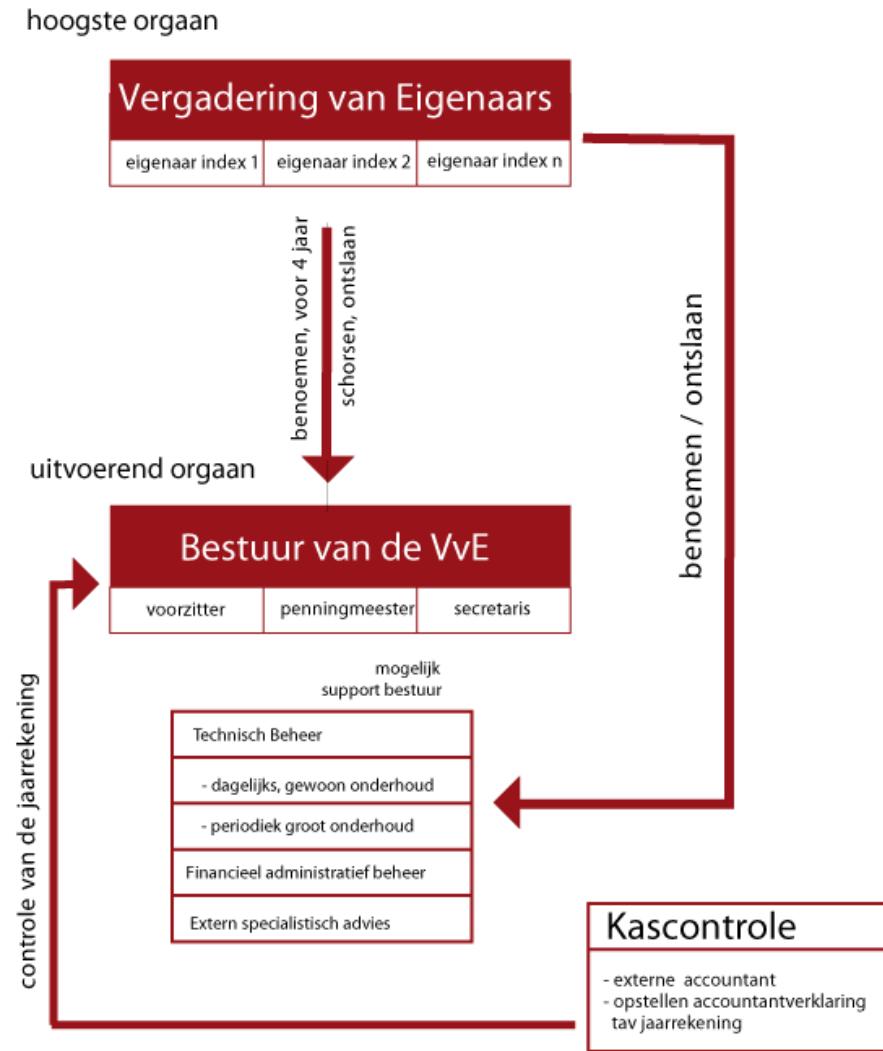 hoogste orgaan
Vergadering van Eigenaars
eigenaar index 1
eigenaar index 2
eigenaar index n
benoemen, voor 4 jaar
schorsen, ontslaan
benoemen / ontslaan
uitvoerend orgaan
Bestuur van de VvE
voorzitter
penningmeester
secretaris
mogelijk
support bestuur
Technisch Beheer
- dagelijks, gewoon onderhoud
- periodiek groot onderhoud
Financieel administratief beheer
Extern specialistisch advies
controle van de jaarrekening
Kascontrole
- externe accountant
- opstellen accountantverklaring
tav jaarrekening